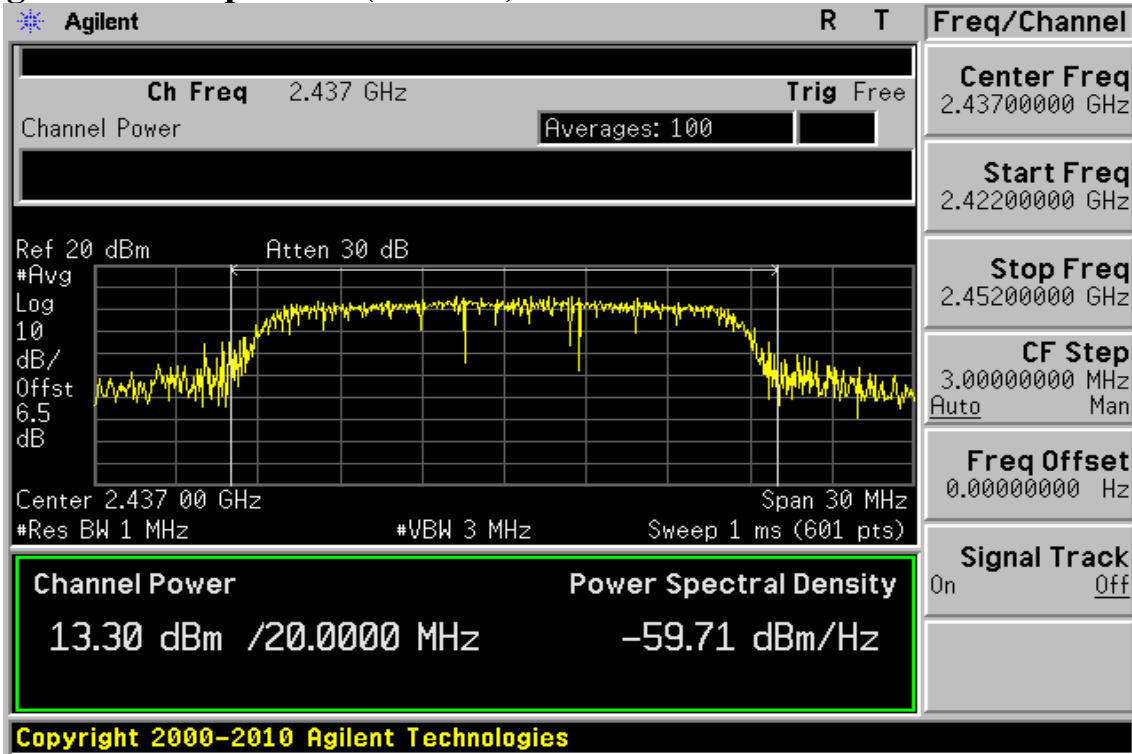 Agilent
R T
Ch Freq 2.437 GHz
Trig Free
Channel Power
Averages: 100
Ref 20 dBm
Atten 30 dB
#Avg
Log
10
dB/
Offst
6.5
dB
Center 2.437 00 GHz
Span 30 MHz
#Res BW 1 MHz
#VBW 3 MHz
Sweep 1 ms (601 pts)
Channel Power
Power Spectral Density
13.30 dBm /20.0000 MHz
-59.71 dBm/Hz
Copyright 2000-2010 Agilent Technologies
Freq/Channel
Center Freq
2.43700000 GHz
Start Freq
2.42200000 GHz
Stop Freq
2.45200000 GHz
CF Step
3.00000000 MHz
Auto Man
Freq Offset
0.00000000 Hz
Signal Track
On Off